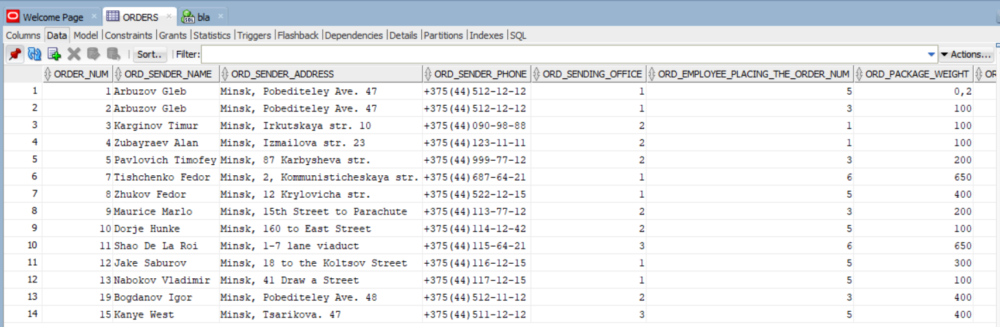 Welcome Page × ORDERS × SQL bla ×
Columns Data Model |Constraints |Grants |Statistics |Triggers |Flashback |Dependencies |Details |Partitions |Indexes |SQL
Sort.. Filter: Actions...
ORDER_NUM ORD_SENDER_NAME ORD_SENDER_ADDRESS ORD_SENDER_PHONE ORD_SENDING_OFFICE ORD_EMPLOYEE_PLACING_THE_ORDER_NUM ORD_PACKAGE_WEIGHT OR
1 1 Arbuzov Gleb Minsk, Pobediteley Ave. 47 +375(44)512-12-12 1 5 0,2
2 2 Arbuzov Gleb Minsk, Pobediteley Ave. 47 +375(44)512-12-12 1 3 100
3 3 Karginov Timur Minsk, Irkutskaya str. 10 +375(44)090-98-88 2 1 100
4 4 Zubayraev Alan Minsk, Izmailova str. 23 +375(44)123-11-11 2 1 100
5 5 Pavlovich Timofey Minsk, 87 Karbysheva str. +375(44)999-77-12 2 3 200
6 7 Tishchenko Fedor Minsk, 2, Kommunisticheskaya str. +375(44)687-64-21 1 6 650
7 8 Zhukov Fedor Minsk, 12 Krylovicha str. +375(44)522-12-15 1 5 400
8 9 Maurice Marlo Minsk, 15th Street to Parachute +375(44)113-77-12 2 3 200
9 10 Dorje Hunke Minsk, 160 to East Street +375(44)114-12-42 2 5 100
10 11 Shao De La Roi Minsk, 1-7 lane viaduct +375(44)115-64-21 3 6 650
11 12 Jake Saburov Minsk, 18 to the Koltsov Street +375(44)116-12-15 1 5 300
12 13 Nabokov Vladimir Minsk, 41 Draw a Street +375(44)117-12-15 1 5 100
13 19 Bogdanov Igor Minsk, Pobediteley Ave. 48 +375(44)512-11-12 2 3 400
14 15 Kanye West Minsk, Tsarikova. 47 +375(44)511-12-12 3 5 400